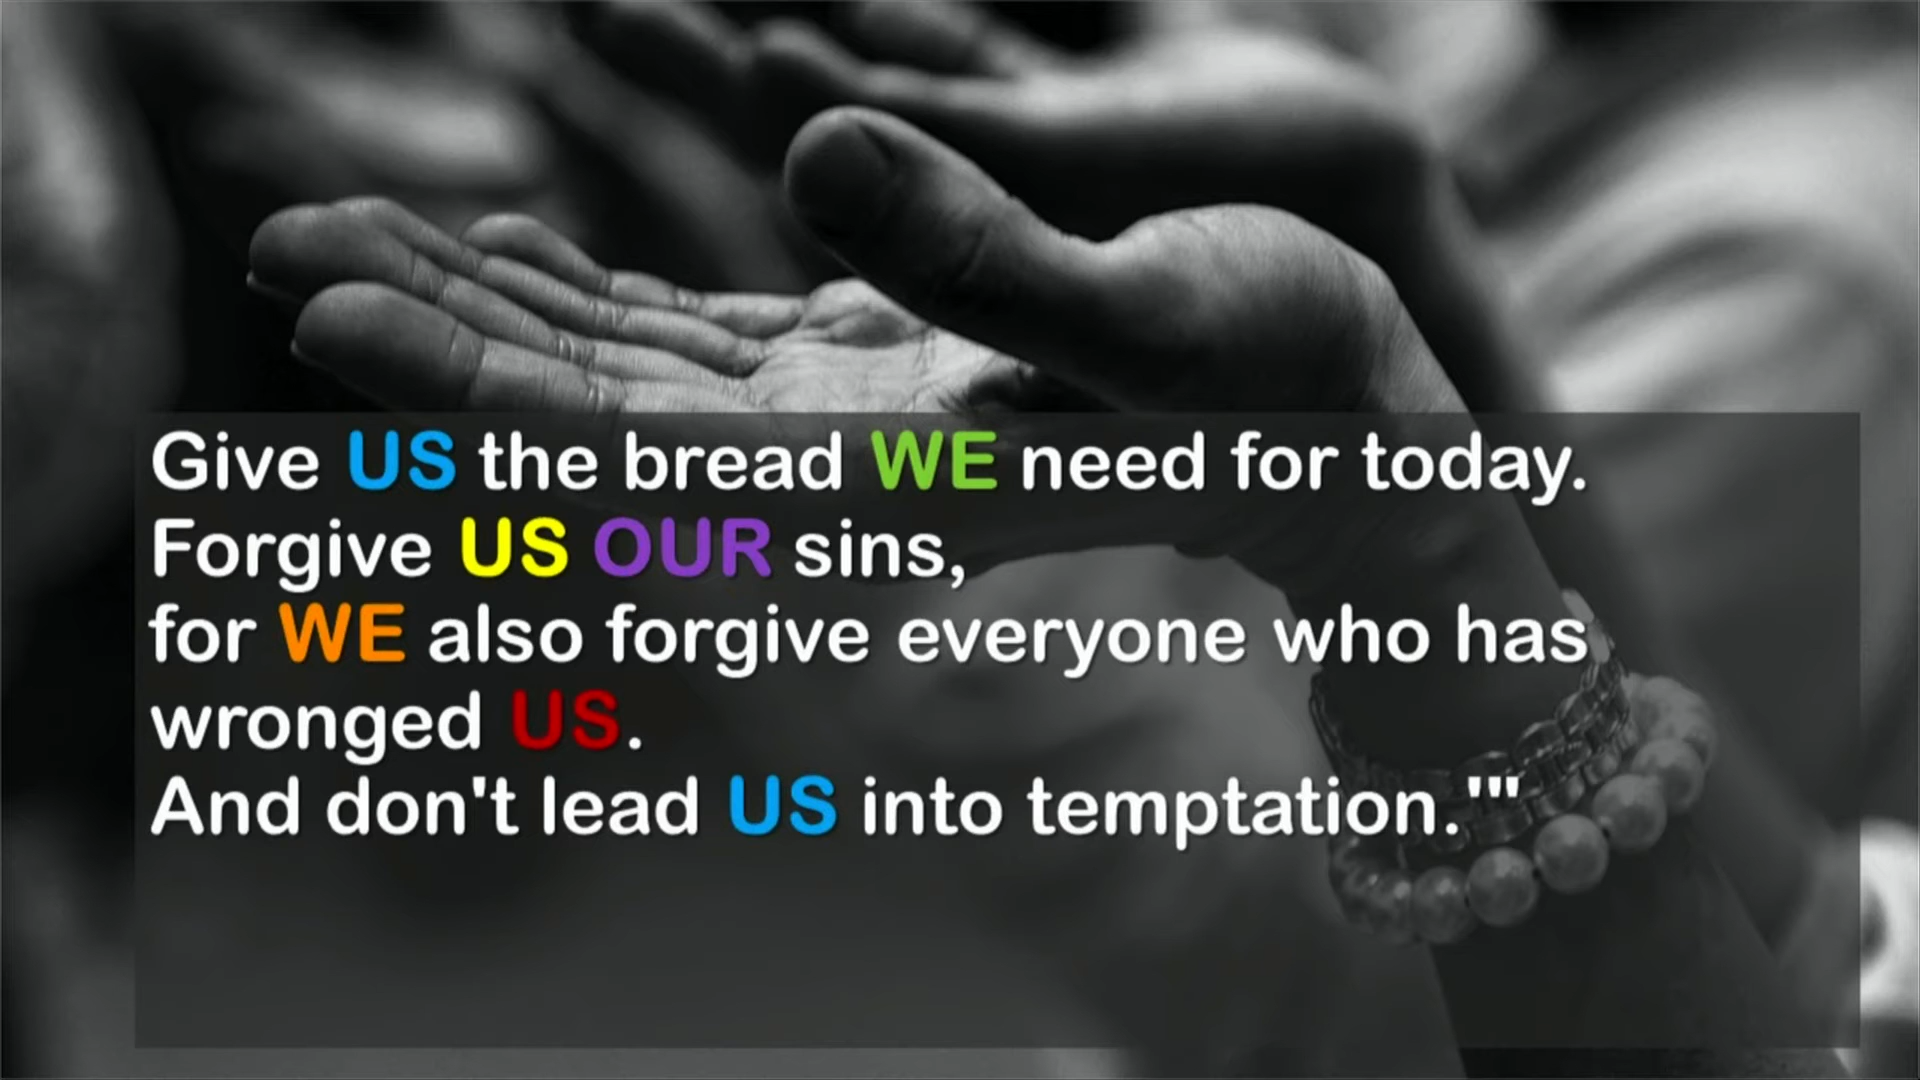 Give US the bread WE need for today.
Forgive US OUR sins,
for WE also forgive everyone who has
wronged US.
And don't lead US into temptation.'"